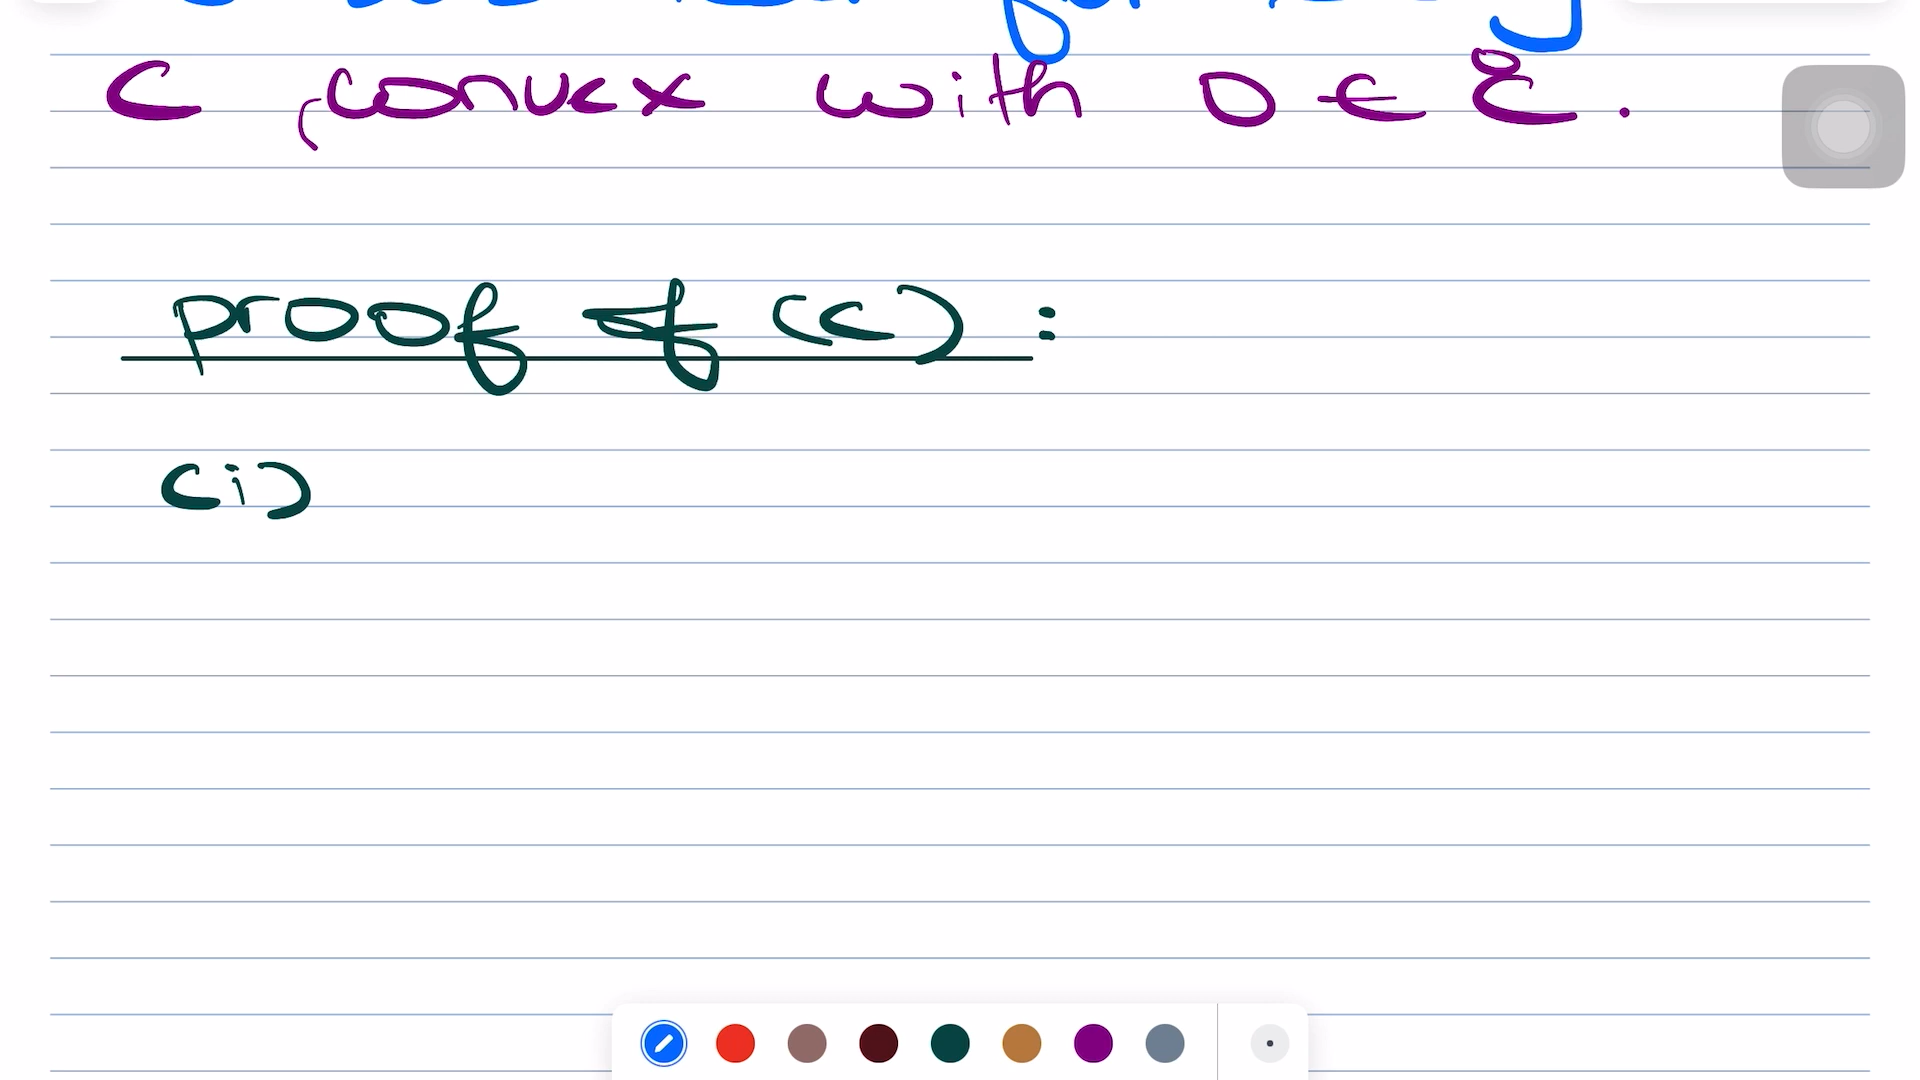 C, convex with 0 ∈ C̊.
proof of (c) :
(i)